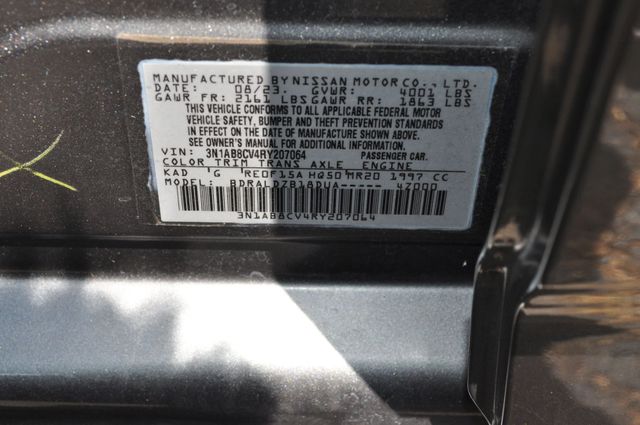 MANUFACTURED BY NISSAN MOTOR CO., LTD.
DATE: 08/23. GVWR: 4001 LBS
GAWR FR: 2161 LBS GAWR RR: 1863 LBS
THIS VEHICLE CONFORMS TO ALL APPLICABLE FEDERAL MOTOR
VEHICLE SAFETY, BUMPER AND THEFT PREVENTION STANDARDS
IN EFFECT ON THE DATE OF MANUFACTURE SHOWN ABOVE.
SEE OWNER'S MANUAL FOR ADDITIONAL INFORMATION.
VIN: 3N1AB8CV4RY207064 PASSENGER CAR.
COLOR TRIM TRANS AXLE ENGINE
KAD G RE0F15A HG50 MR20 1997 CC
MODEL: BDRALDZB18DUA----- 47000
3N1AB8CV4RY207064